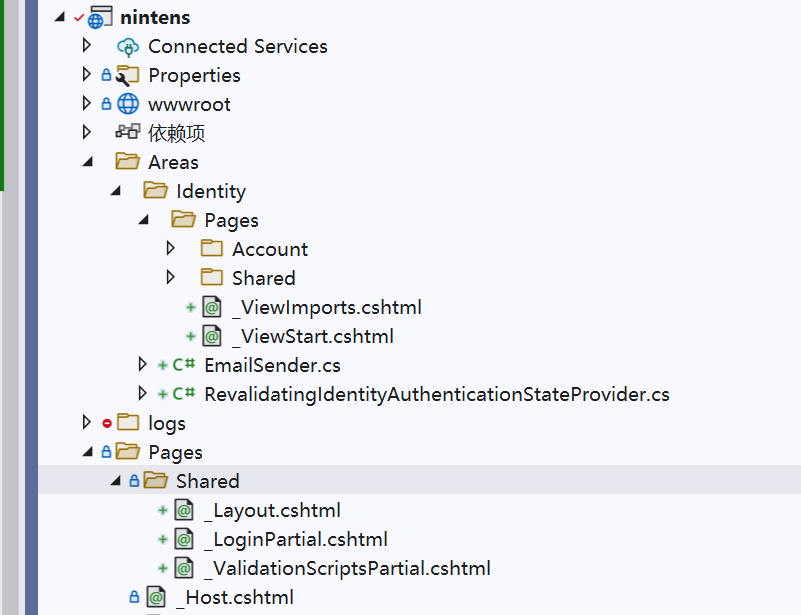 nintens
Connected Services
Properties
wwwroot
依赖项
Areas
Identity
Pages
Account
Shared
_ViewImports.cshtml
_ViewStart.cshtml
C# EmailSender.cs
C# RevalidatingIdentityAuthenticationStateProvider.cs
logs
Pages
Shared
_Layout.cshtml
_LoginPartial.cshtml
_ValidationScriptsPartial.cshtml
_Host.cshtml